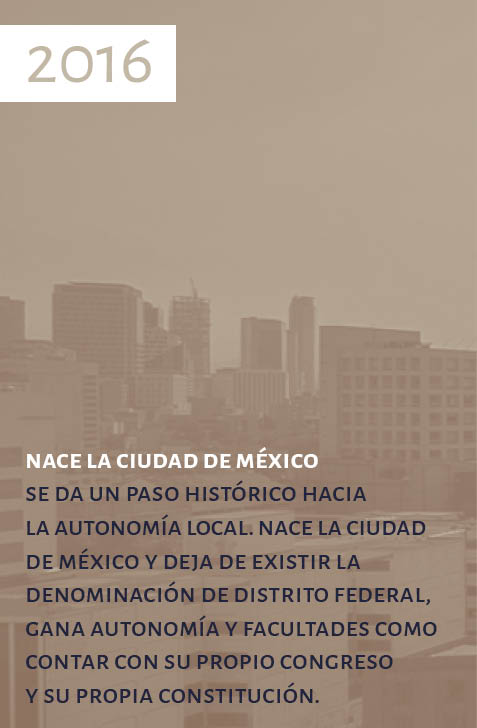 2016
NACE LA CIUDAD DE MÉXICO
SE DA UN PASO HISTÓRICO HACIA
LA AUTONOMÍA LOCAL. NACE LA CIUDAD
DE MÉXICO Y DEJA DE EXISTIR LA
DENOMINACIÓN DE DISTRITO FEDERAL,
GANA AUTONOMÍA Y FACULTADES COMO
CONTAR CON SU PROPIO CONGRESO
Y SU PROPIA CONSTITUCIÓN.